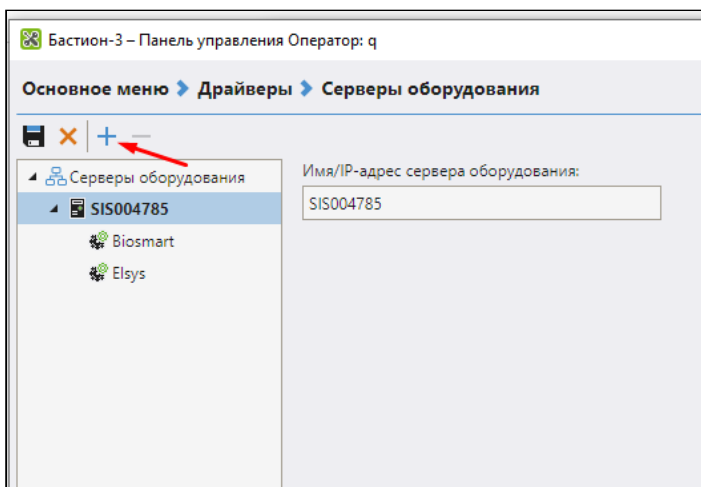 Бастион-3 – Панель управления Оператор: q
Основное меню Драйверы Серверы оборудования
Серверы оборудования
Имя/IP-адрес сервера оборудования:
SIS004785
SIS004785
Biosmart
Elsys